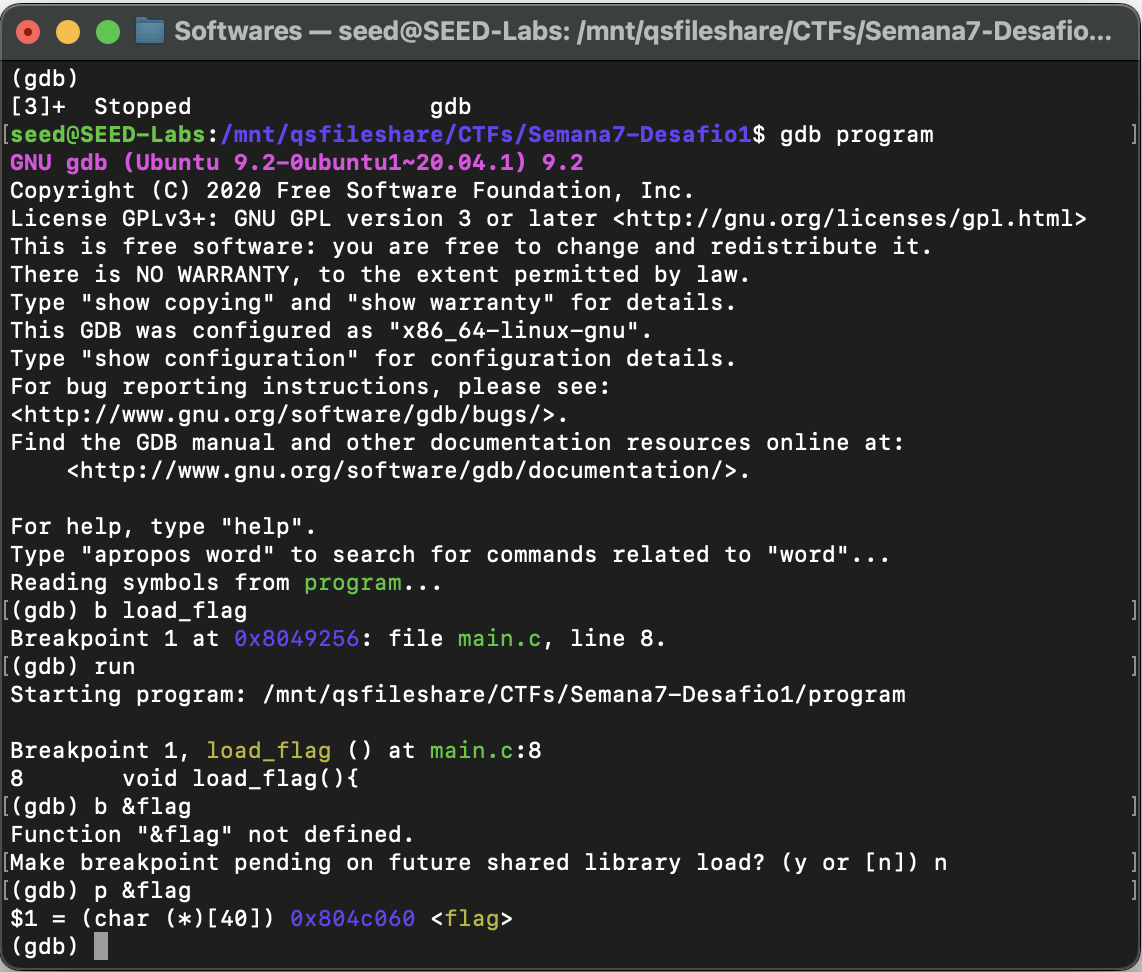 Softwares — seed@SEED-Labs: /mnt/qsfileshare/CTFs/Semana7-Desafio...
(gdb)
[3]+  Stopped                 gdb
[seed@SEED-Labs:/mnt/qsfileshare/CTFs/Semana7-Desafio1$ gdb program ]
GNU gdb (Ubuntu 9.2-0ubuntu1~20.04.1) 9.2
Copyright (C) 2020 Free Software Foundation, Inc.
License GPLv3+: GNU GPL version 3 or later <http://gnu.org/licenses/gpl.html>
This is free software: you are free to change and redistribute it.
There is NO WARRANTY, to the extent permitted by law.
Type "show copying" and "show warranty" for details.
This GDB was configured as "x86_64-linux-gnu".
Type "show configuration" for configuration details.
For bug reporting instructions, please see:
<http://www.gnu.org/software/gdb/bugs/>.
Find the GDB manual and other documentation resources online at:
    <http://www.gnu.org/software/gdb/documentation/>.

For help, type "help".
Type "apropos word" to search for commands related to "word"...
Reading symbols from program...
[(gdb) b load_flag ]
Breakpoint 1 at 0x8049256: file main.c, line 8.
[(gdb) run ]
Starting program: /mnt/qsfileshare/CTFs/Semana7-Desafio1/program

Breakpoint 1, load_flag () at main.c:8
8       void load_flag(){
[(gdb) b &flag ]
Function "&flag" not defined.
[Make breakpoint pending on future shared library load? (y or [n]) n ]
[(gdb) p &flag ]
$1 = (char (*)[40]) 0x804c060 <flag>
(gdb)